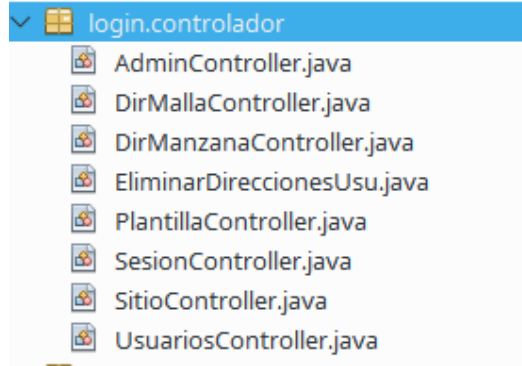 login.controlador
AdminController.java
DirMallaController.java
DirManzanaController.java
EliminarDireccionesUsu.java
PlantillaController.java
SesionController.java
SitioController.java
UsuariosController.java